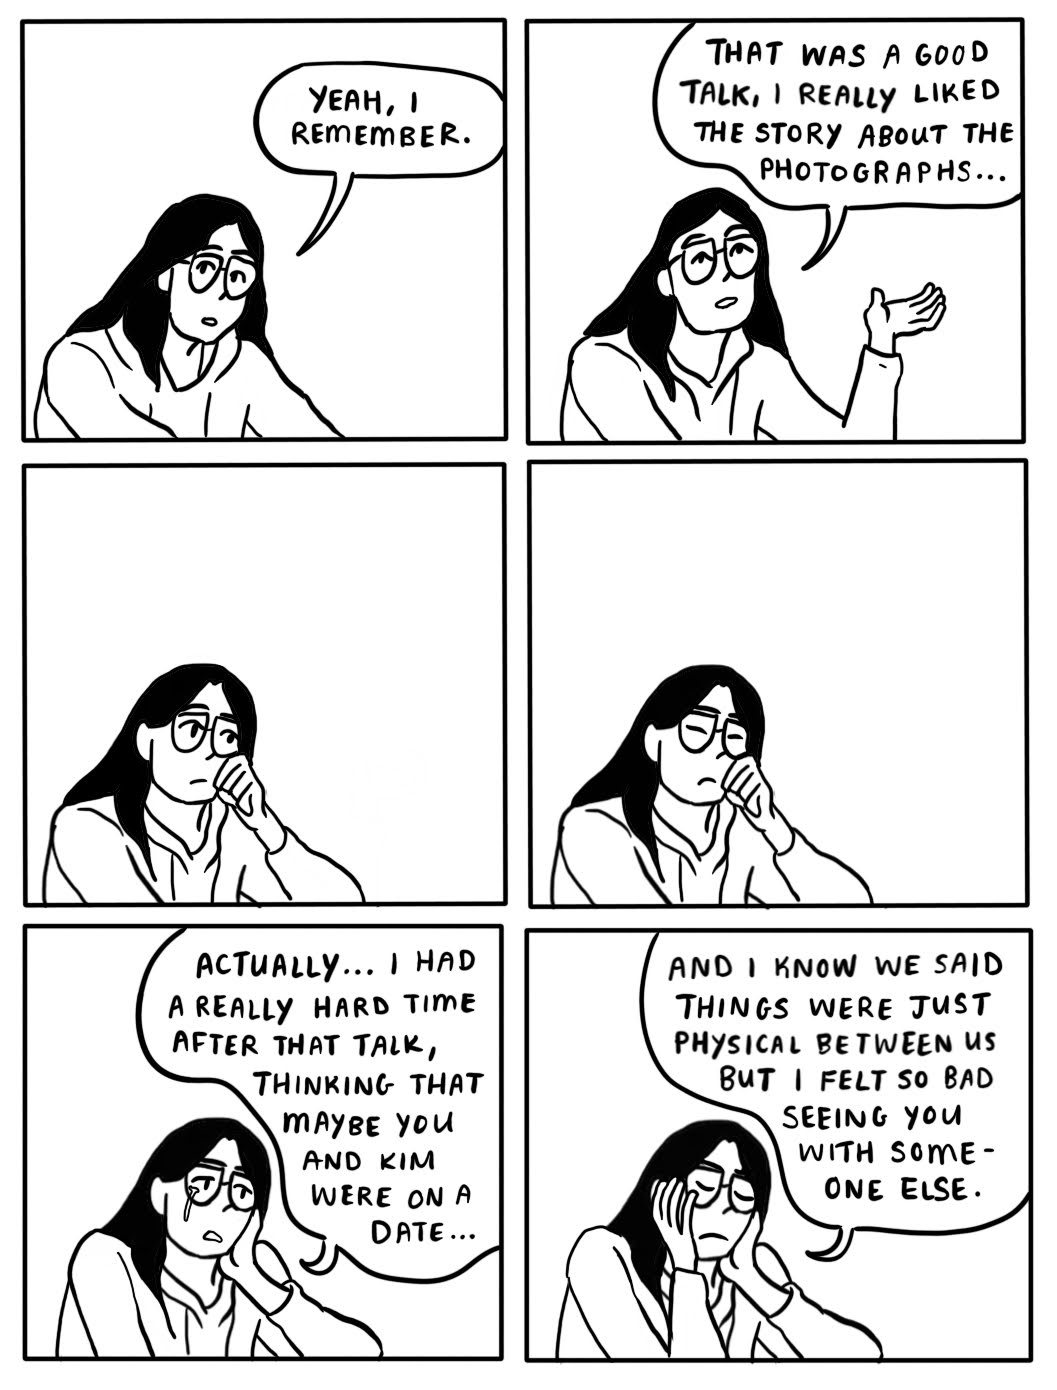 YEAH, I
REMEMBER.
THAT WAS A GOOD
TALK, I REALLY LIKED
THE STORY ABOUT THE
PHOTOGRAPHS...
ACTUALLY... I HAD
A REALLY HARD TIME
AFTER THAT TALK,
THINKING THAT
MAYBE YOU
AND KIM
WERE ON A
DATE...
AND I KNOW WE SAID
THINGS WERE JUST
PHYSICAL BETWEEN US
BUT I FELT SO BAD
SEEING YOU
WITH SOME-
ONE ELSE.